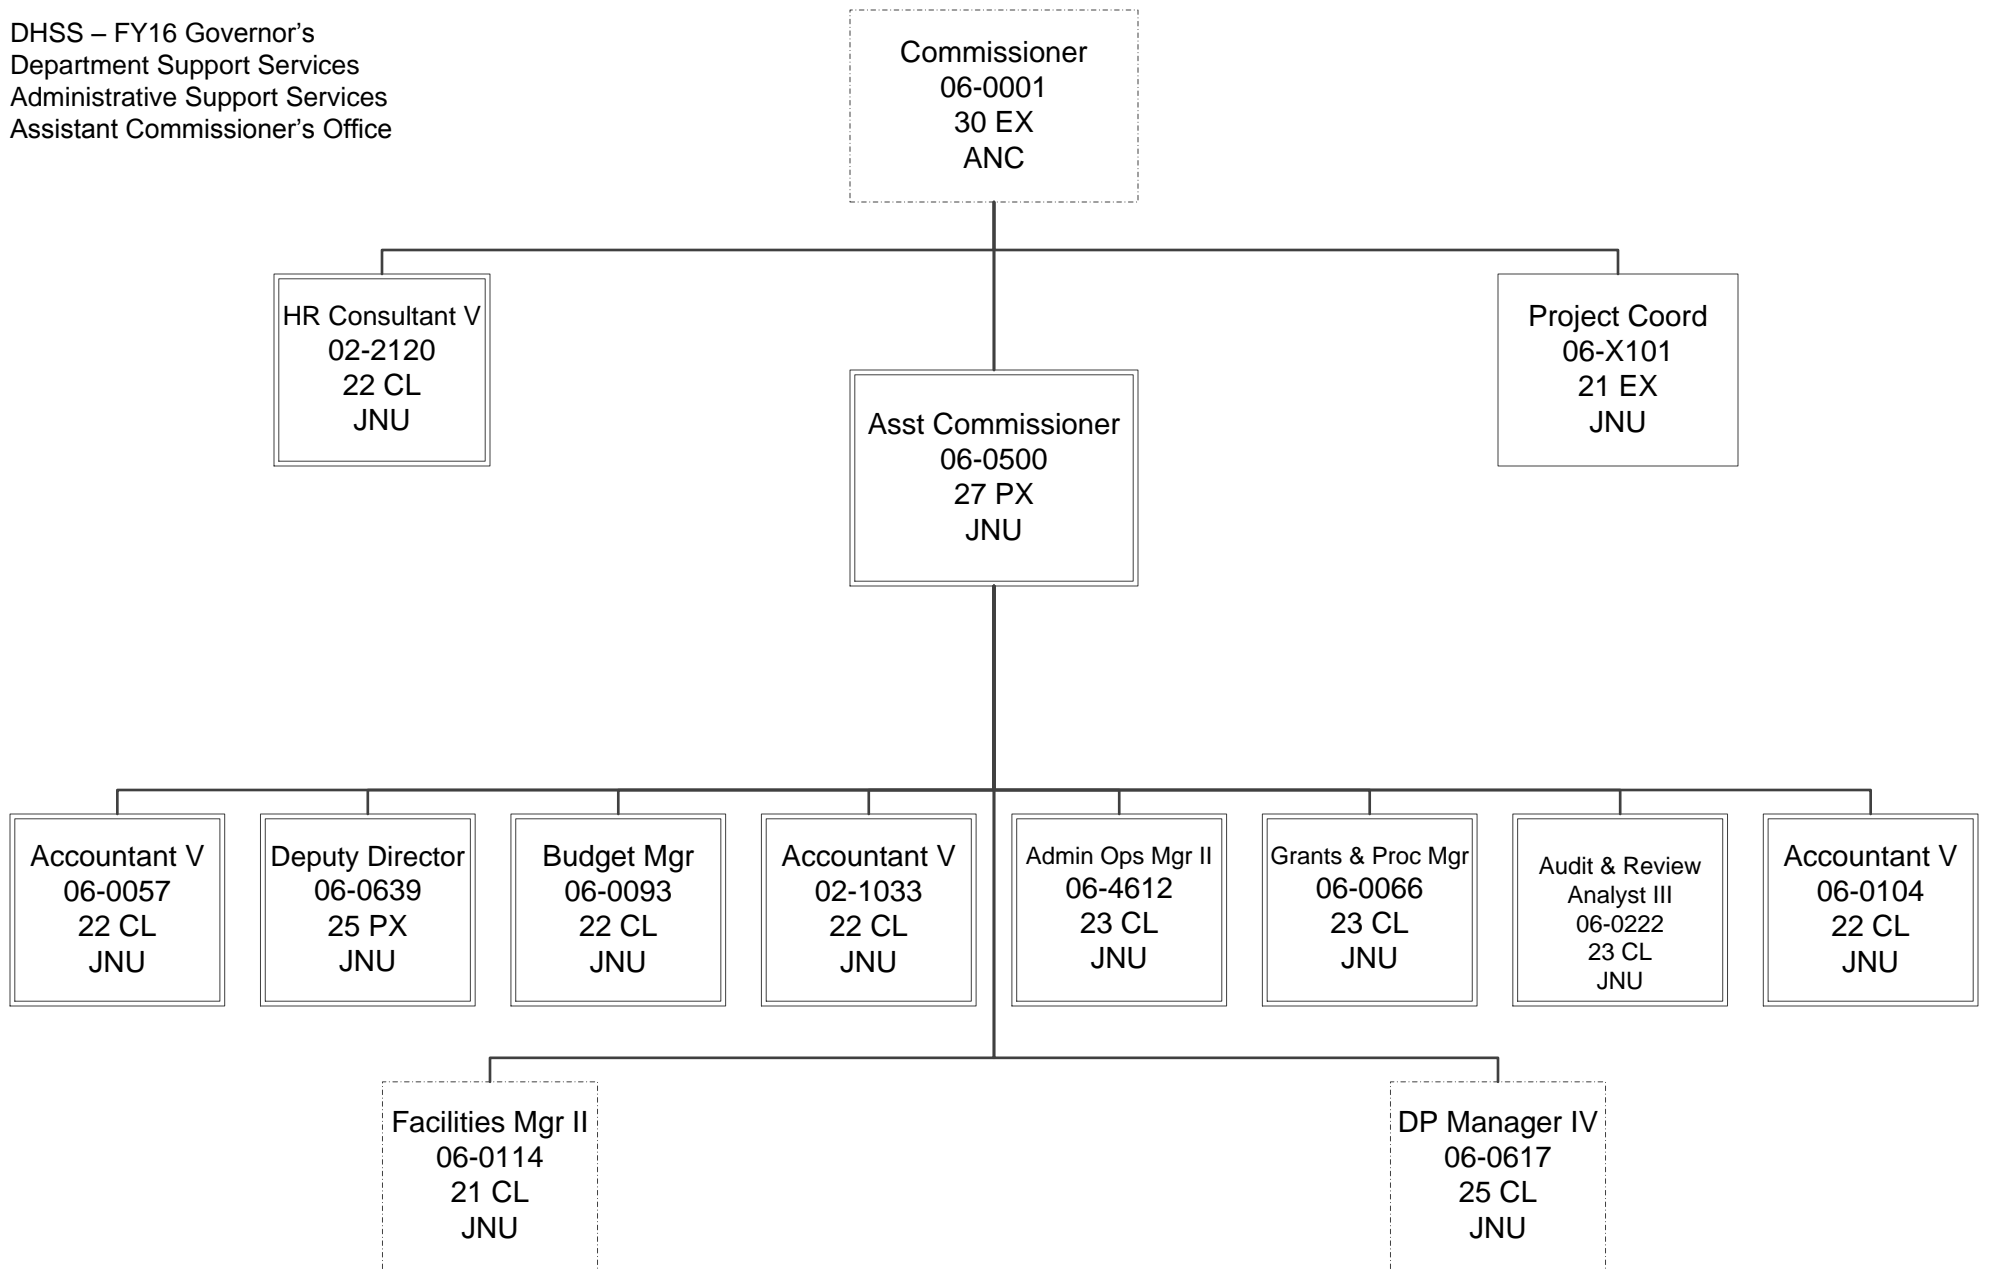 DHSS – FY16 Governor’s
Department Support Services
Administrative Support Services
Assistant Commissioner’s Office
Commissioner
06-0001
30 EX
ANC
HR Consultant V
02-2120
22 CL
JNU
Asst Commissioner
06-0500
27 PX
JNU
Project Coord
06-X101
21 EX
JNU
Accountant V
06-0057
22 CL
JNU
Deputy Director
06-0639
25 PX
JNU
Budget Mgr
06-0093
22 CL
JNU
Accountant V
02-1033
22 CL
JNU
Admin Ops Mgr II
06-4612
23 CL
JNU
Grants & Proc Mgr
06-0066
23 CL
JNU
Audit & Review
Analyst III
06-0222
23 CL
JNU
Accountant V
06-0104
22 CL
JNU
Facilities Mgr II
06-0114
21 CL
JNU
DP Manager IV
06-0617
25 CL
JNU